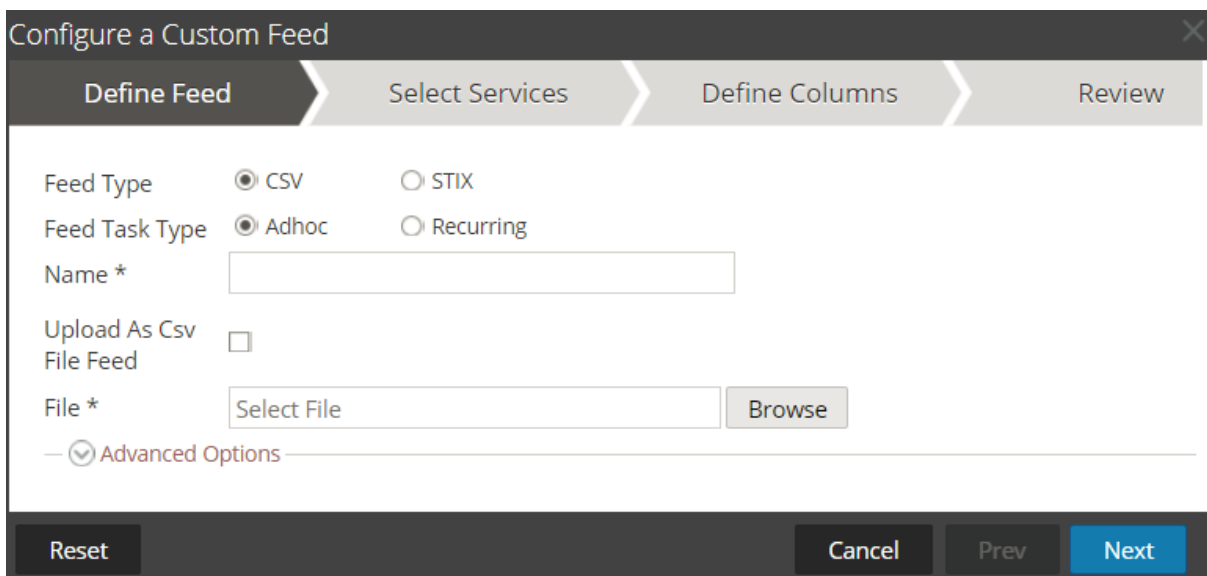 Configure a Custom Feed
Define Feed Select Services Define Columns Review
Feed Type CSV STIX
Feed Task Type Adhoc Recurring
Name *
Upload As Csv
File Feed
File * Select File Browse
Advanced Options
Reset Cancel Prev Next